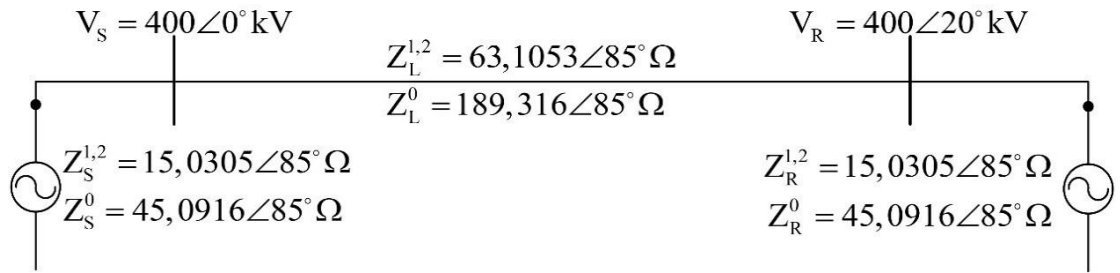 V_S = 400∠0° kV
V_R = 400∠20° kV
Z_L^{1,2} = 63,1053∠85° Ω
Z_L^0 = 189,316∠85° Ω
Z_S^{1,2} = 15,0305∠85° Ω
Z_S^0 = 45,0916∠85° Ω
Z_R^{1,2} = 15,0305∠85° Ω
Z_R^0 = 45,0916∠85° Ω